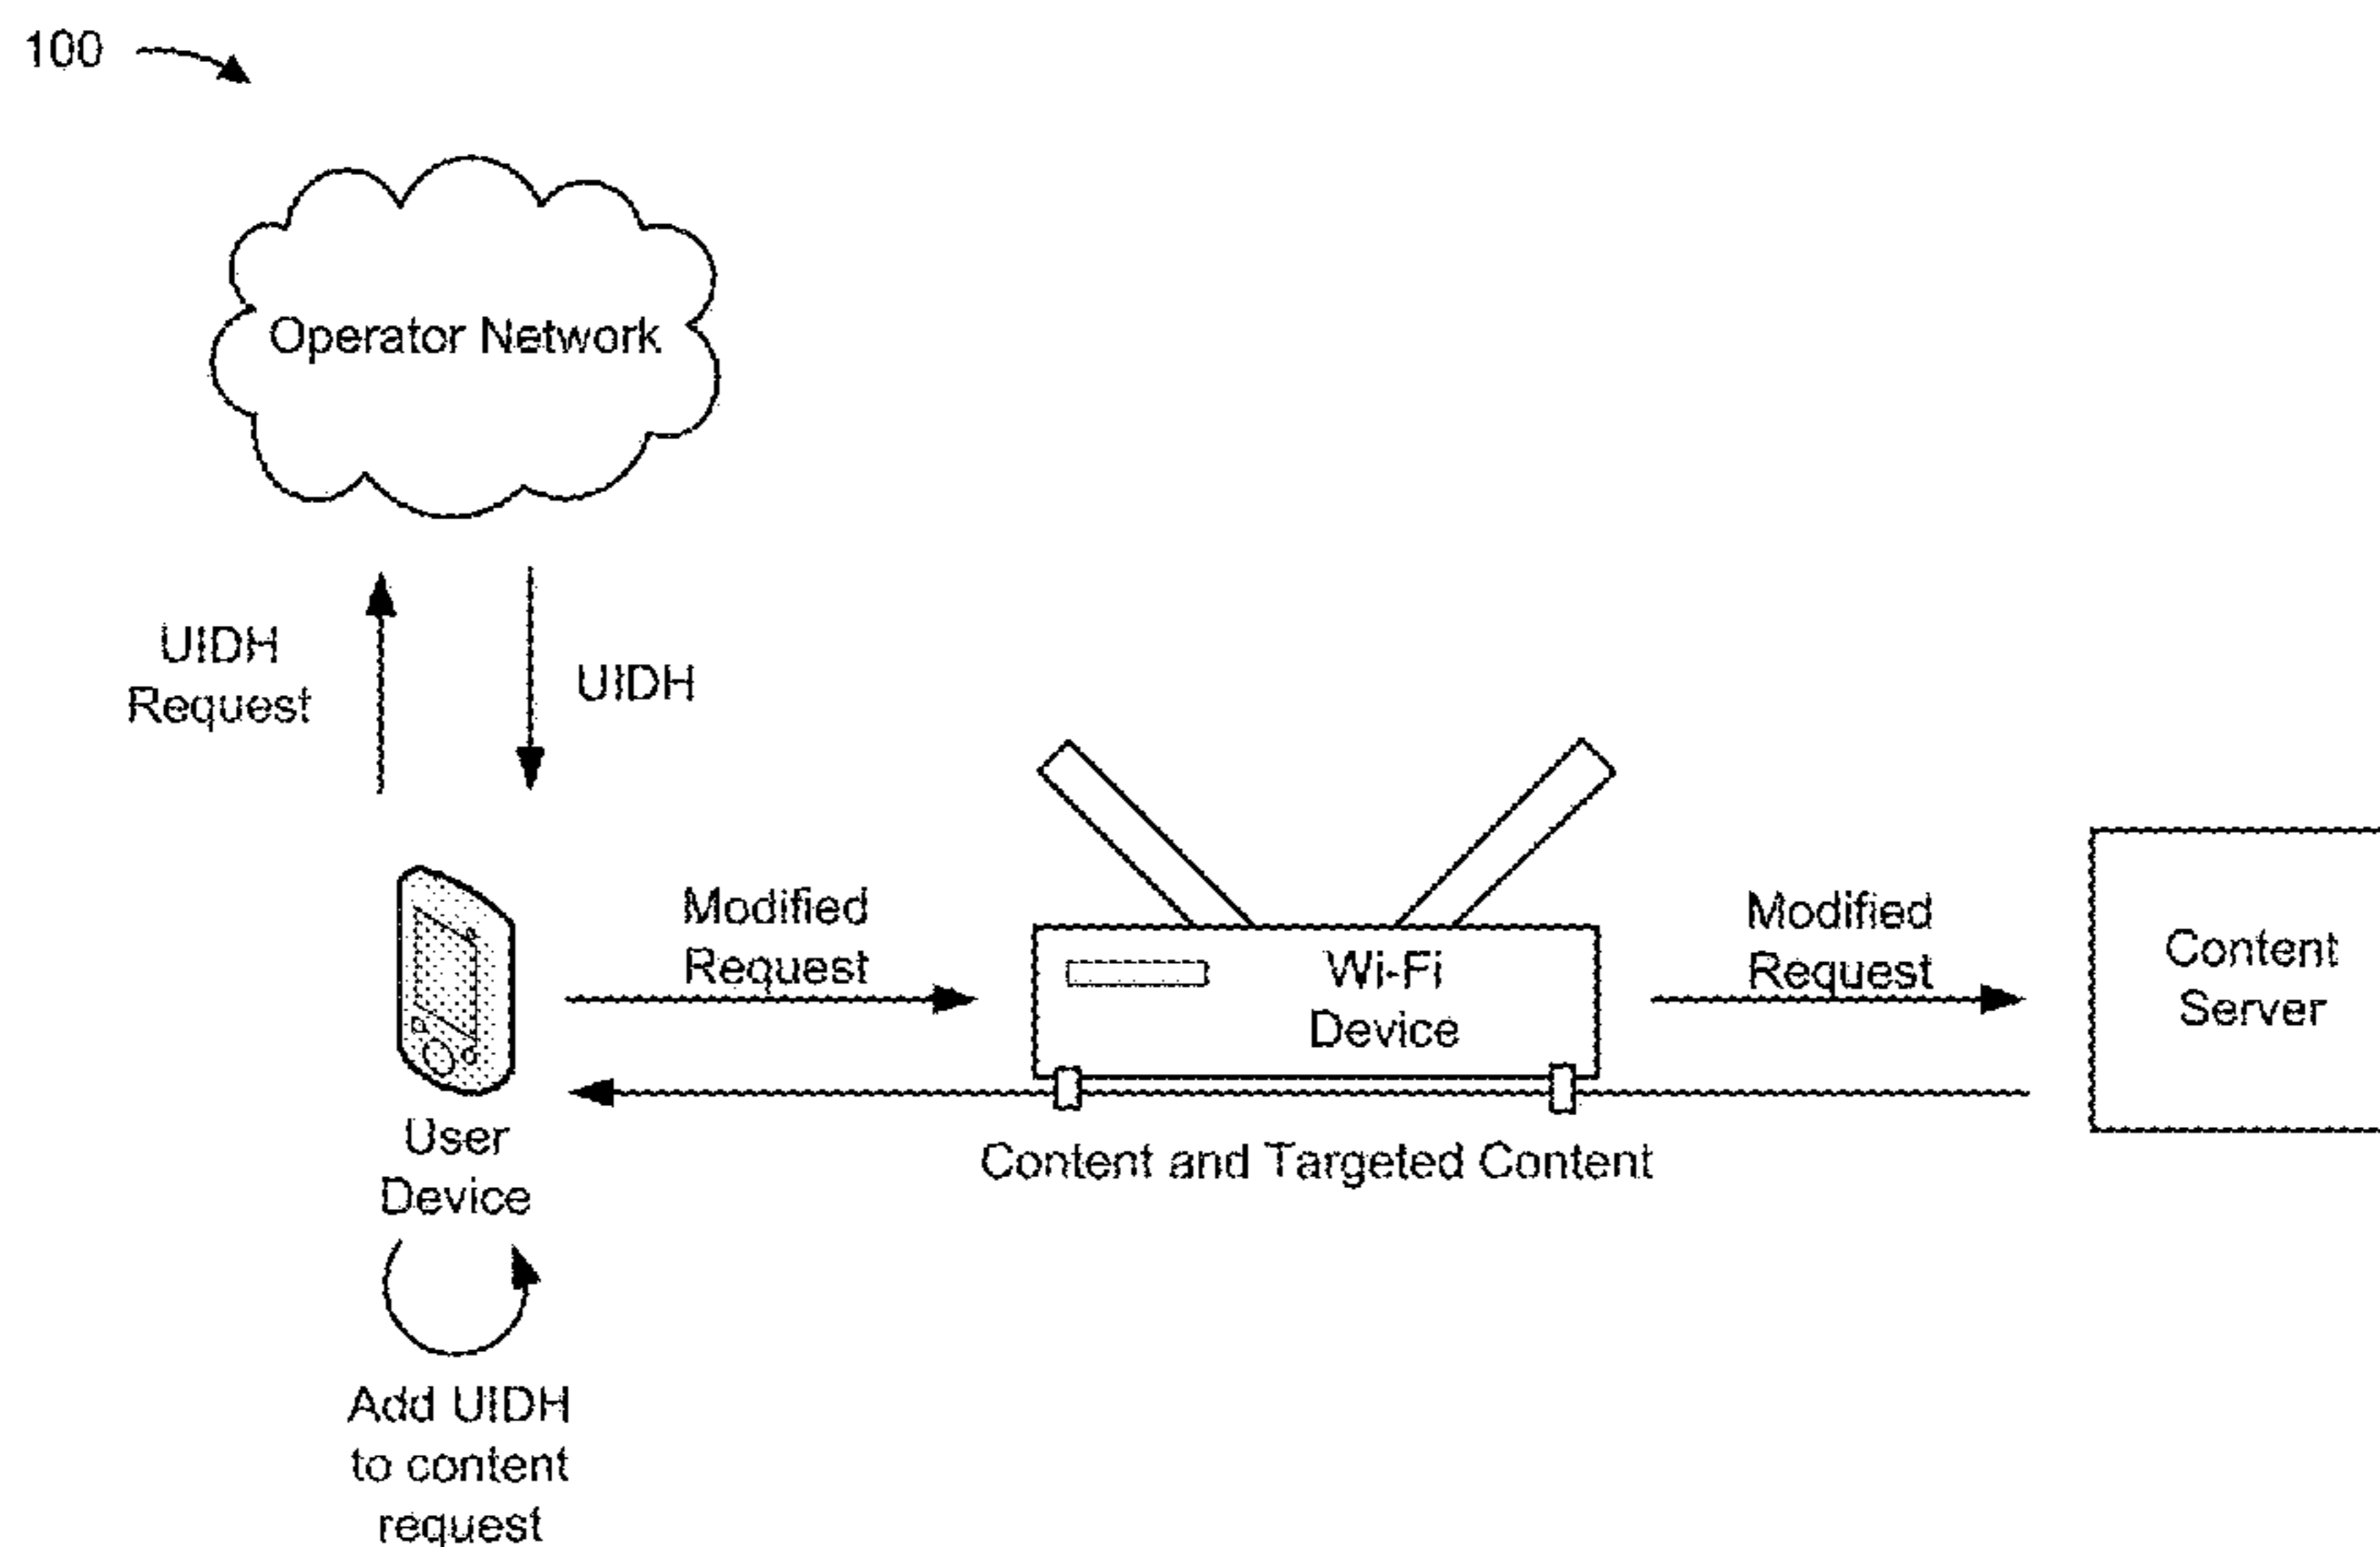 100
Operator Network
UIDH
Request
UIDH
Modified
Request
Wi-Fi
Device
Modified
Request
Content
Server
User
Device
Content and Targeted Content
Add UIDH
to content
request